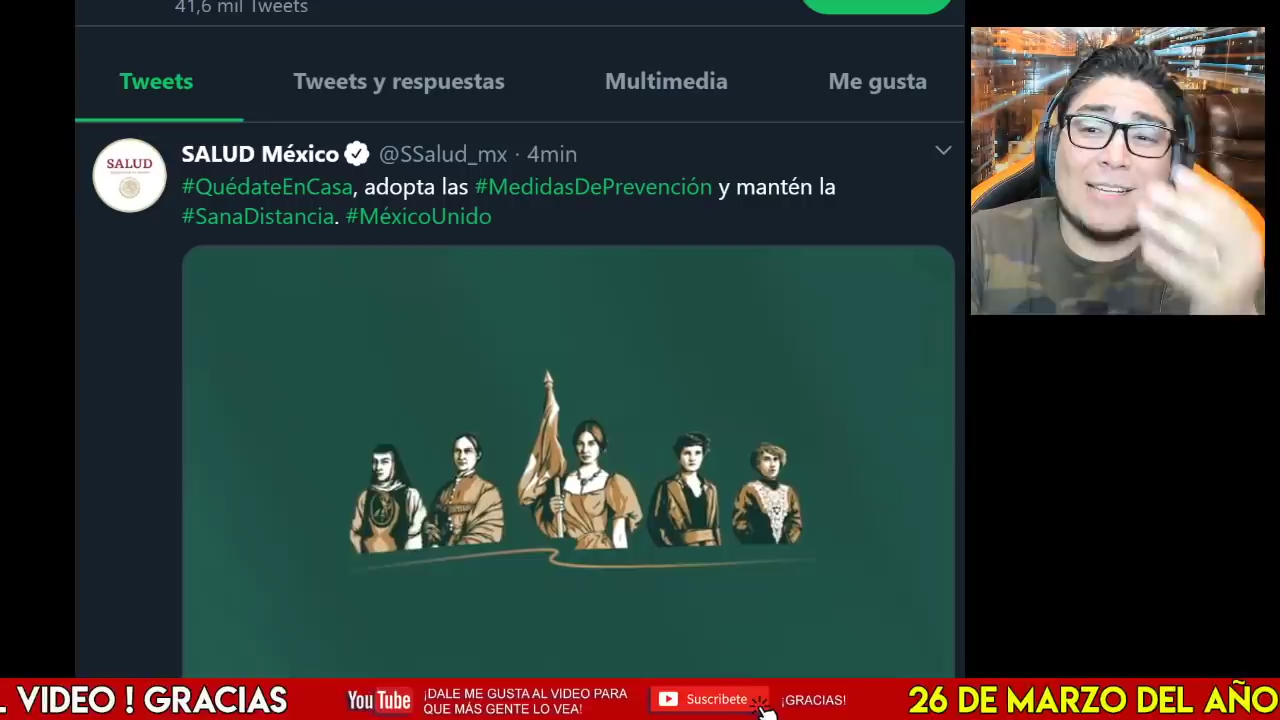 41,6 mil Tweets
Tweets
Tweets y respuestas
Multimedia
Me gusta
SALUD
SALUD México @SSalud_mx · 4min
#QuédateEnCasa, adopta las #MedidasDePrevención y mantén la
#SanaDistancia. #MéxicoUnido
L VIDEO ! GRACIAS
YouTube
¡DALE ME GUSTA AL VIDEO PARA
QUE MÁS GENTE LO VEA!
Suscribete
¡GRACIAS!
26 DE MARZO DEL AÑO